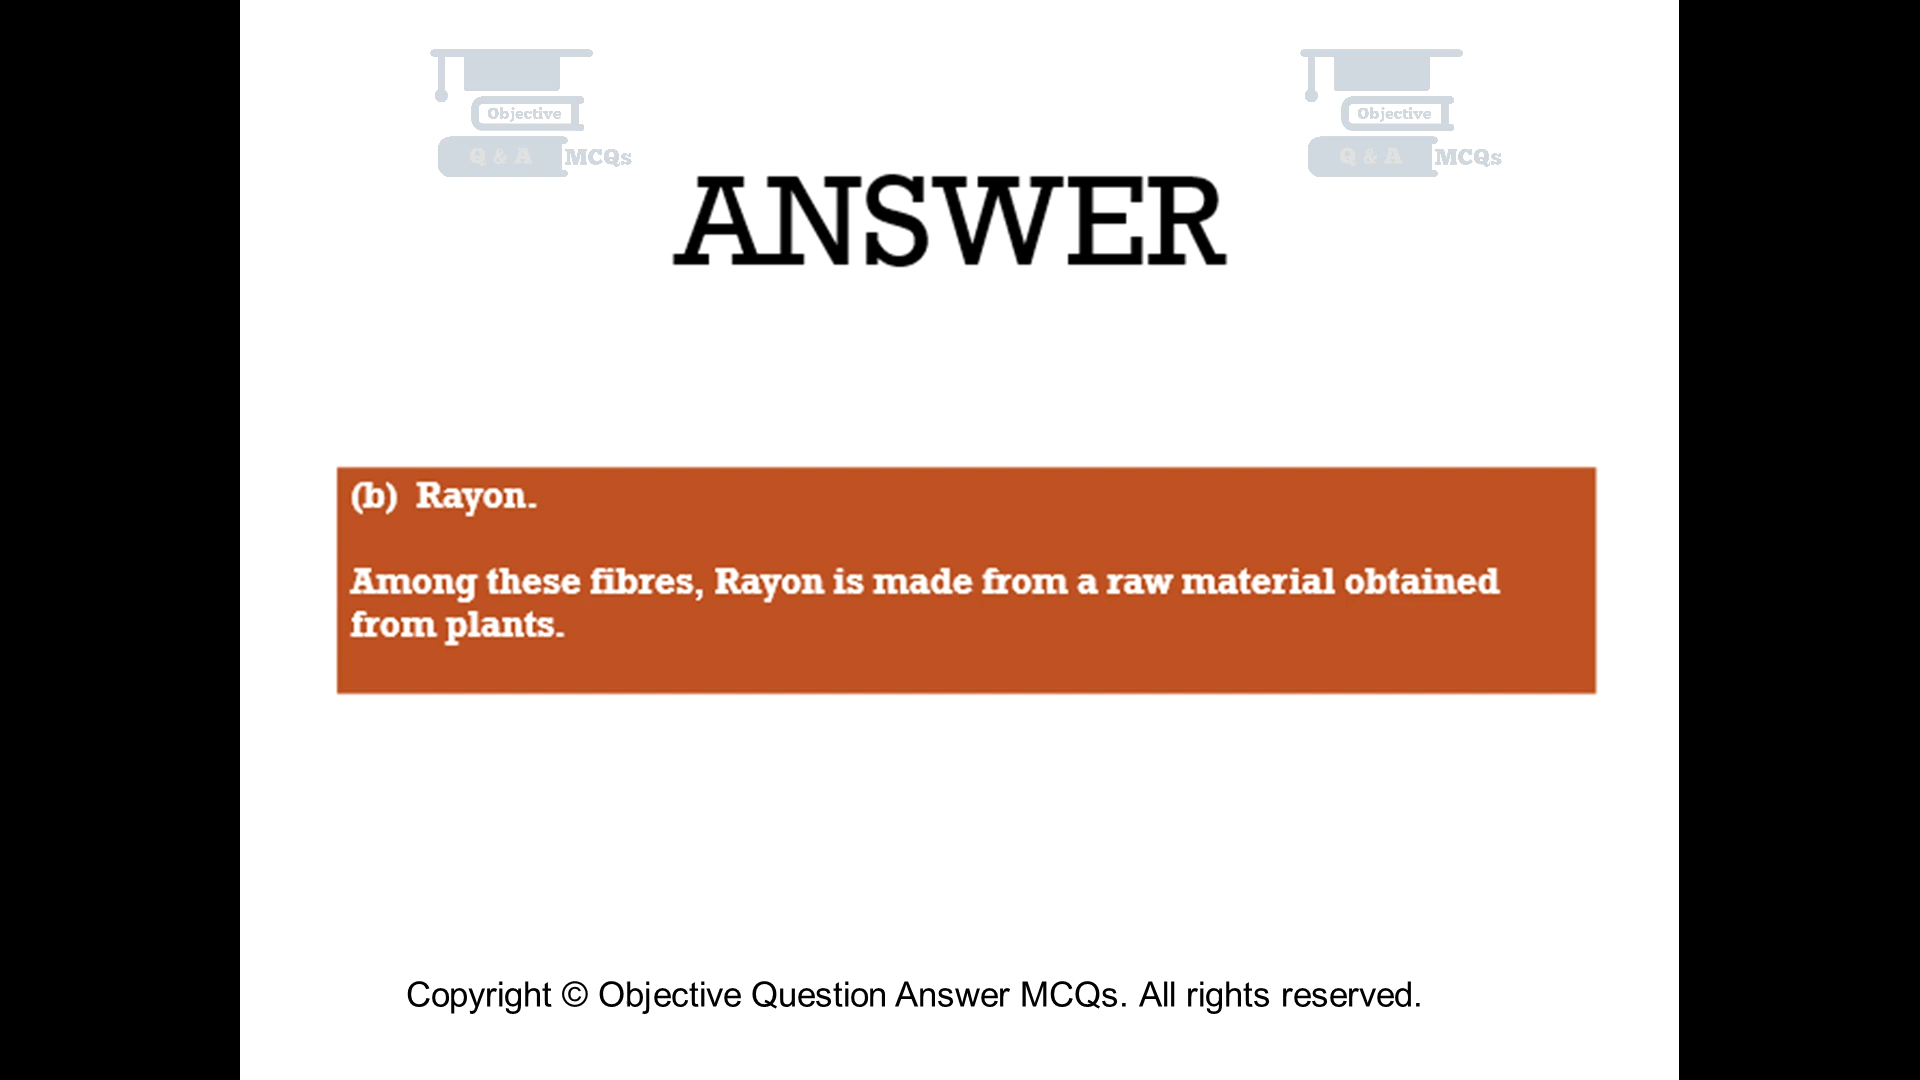 Objective
Q & A MCQs
Objective
Q & A MCQs
ANSWER
(b) Rayon.
Among these fibres, Rayon is made from a raw material obtained
from plants.
Copyright © Objective Question Answer MCQs. All rights reserved.